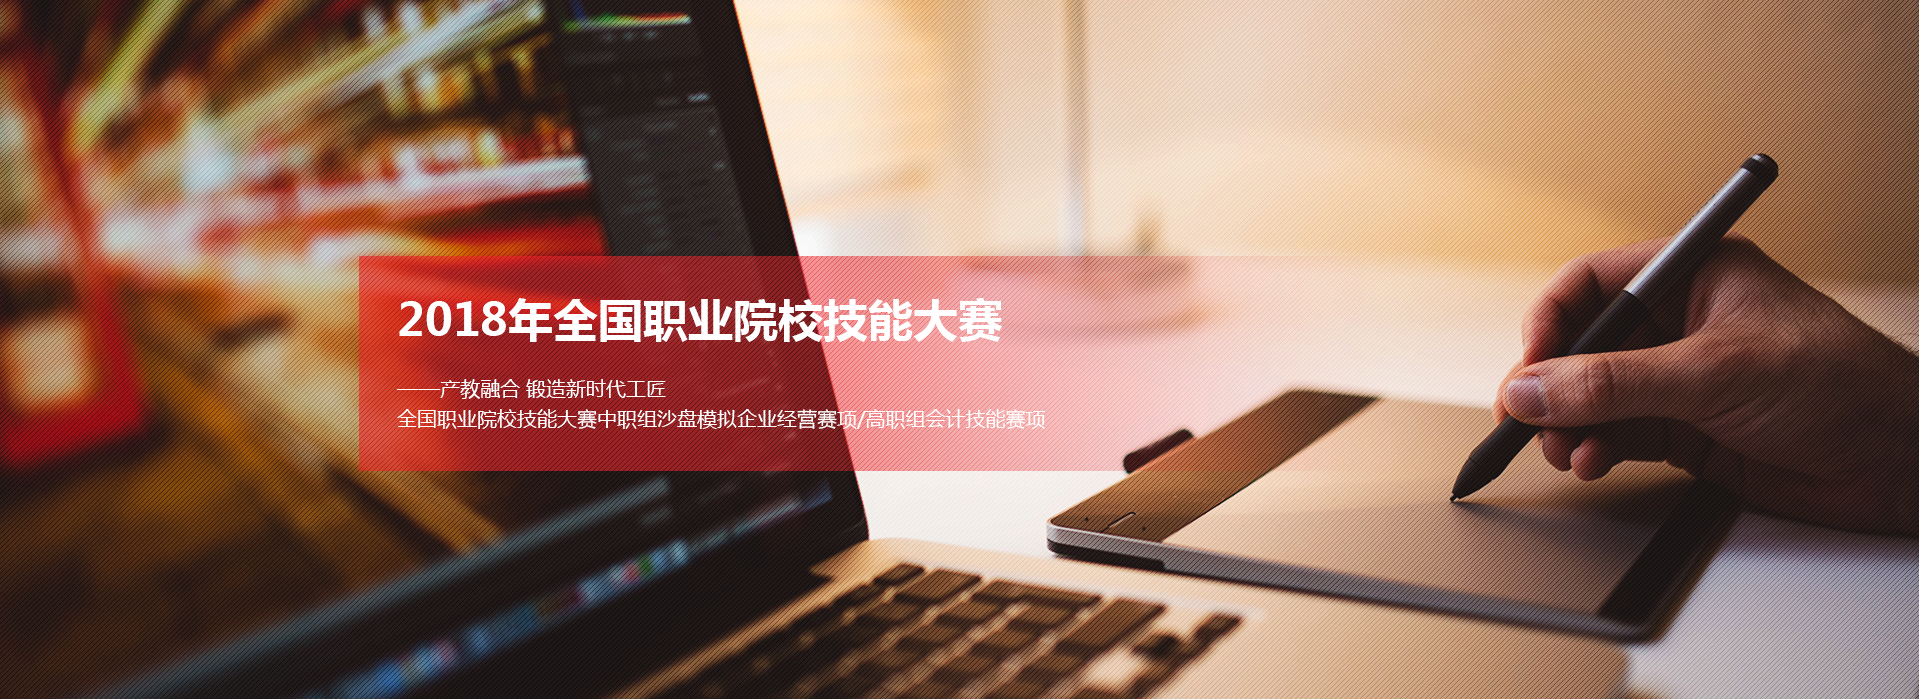 2018年全国职业院校技能大赛
——产教融合 锻造新时代工匠
全国职业院校技能大赛中职组沙盘模拟企业经营赛项/高职组会计技能赛项